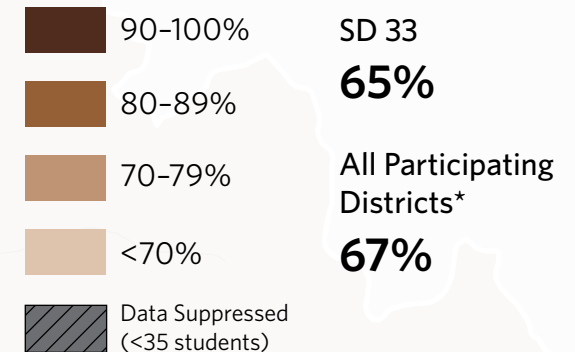 90–100%
80–89%
70–79%
<70%
Data Suppressed
(<35 students)
SD 33
65%
All Participating
Districts*
67%